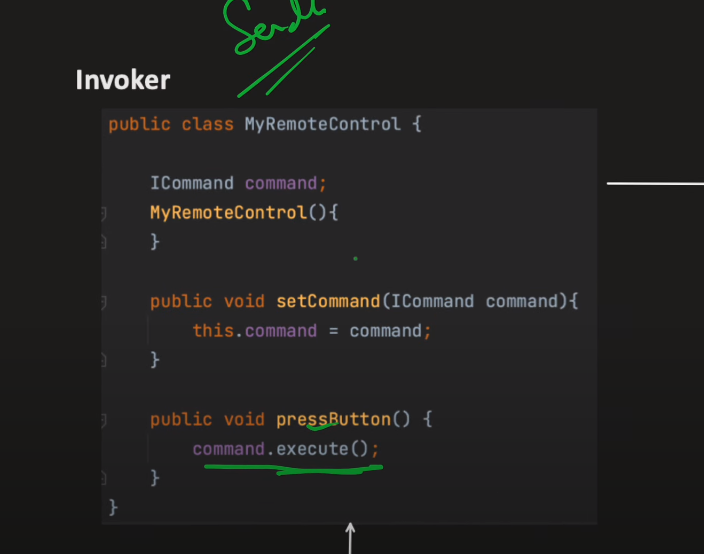 Invoker
public class MyRemoteControl {
ICommand command;
MyRemoteControl(){
}
public void setCommand(ICommand command){
this.command = command;
}
public void pressButton() {
command.execute();
}
}